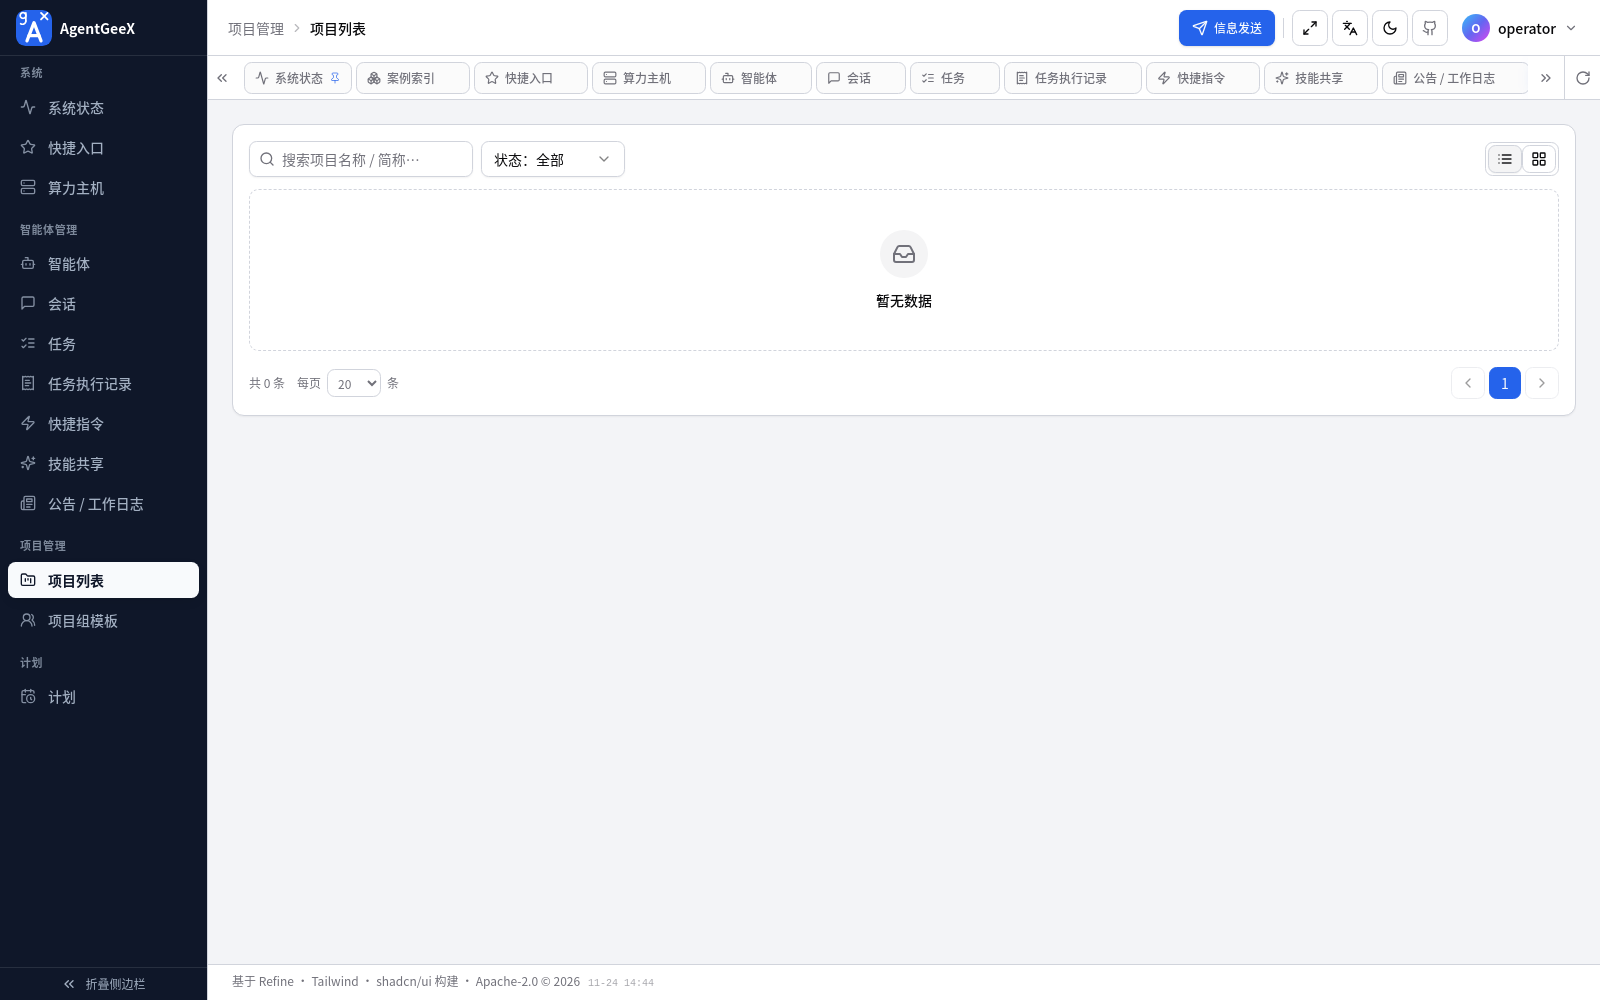 AgentGeeX
项目管理 > 项目列表
信息发送
O operator
系统
系统状态
快捷入口
算力主机
智能体管理
智能体
会话
任务
任务执行记录
快捷指令
技能共享
公告 / 工作日志
项目管理
项目列表
项目组模板
计划
计划
折叠侧边栏
系统状态 案例索引 快捷入口 算力主机 智能体 会话 任务 任务执行记录 快捷指令 技能共享 公告 / 工作日志
搜索项目名称 / 简称… 状态：全部
暂无数据
共 0 条 每页 20 条 1
基于 Refine · Tailwind · shadcn/ui 构建 · Apache-2.0 © 2026 11-24 14:44